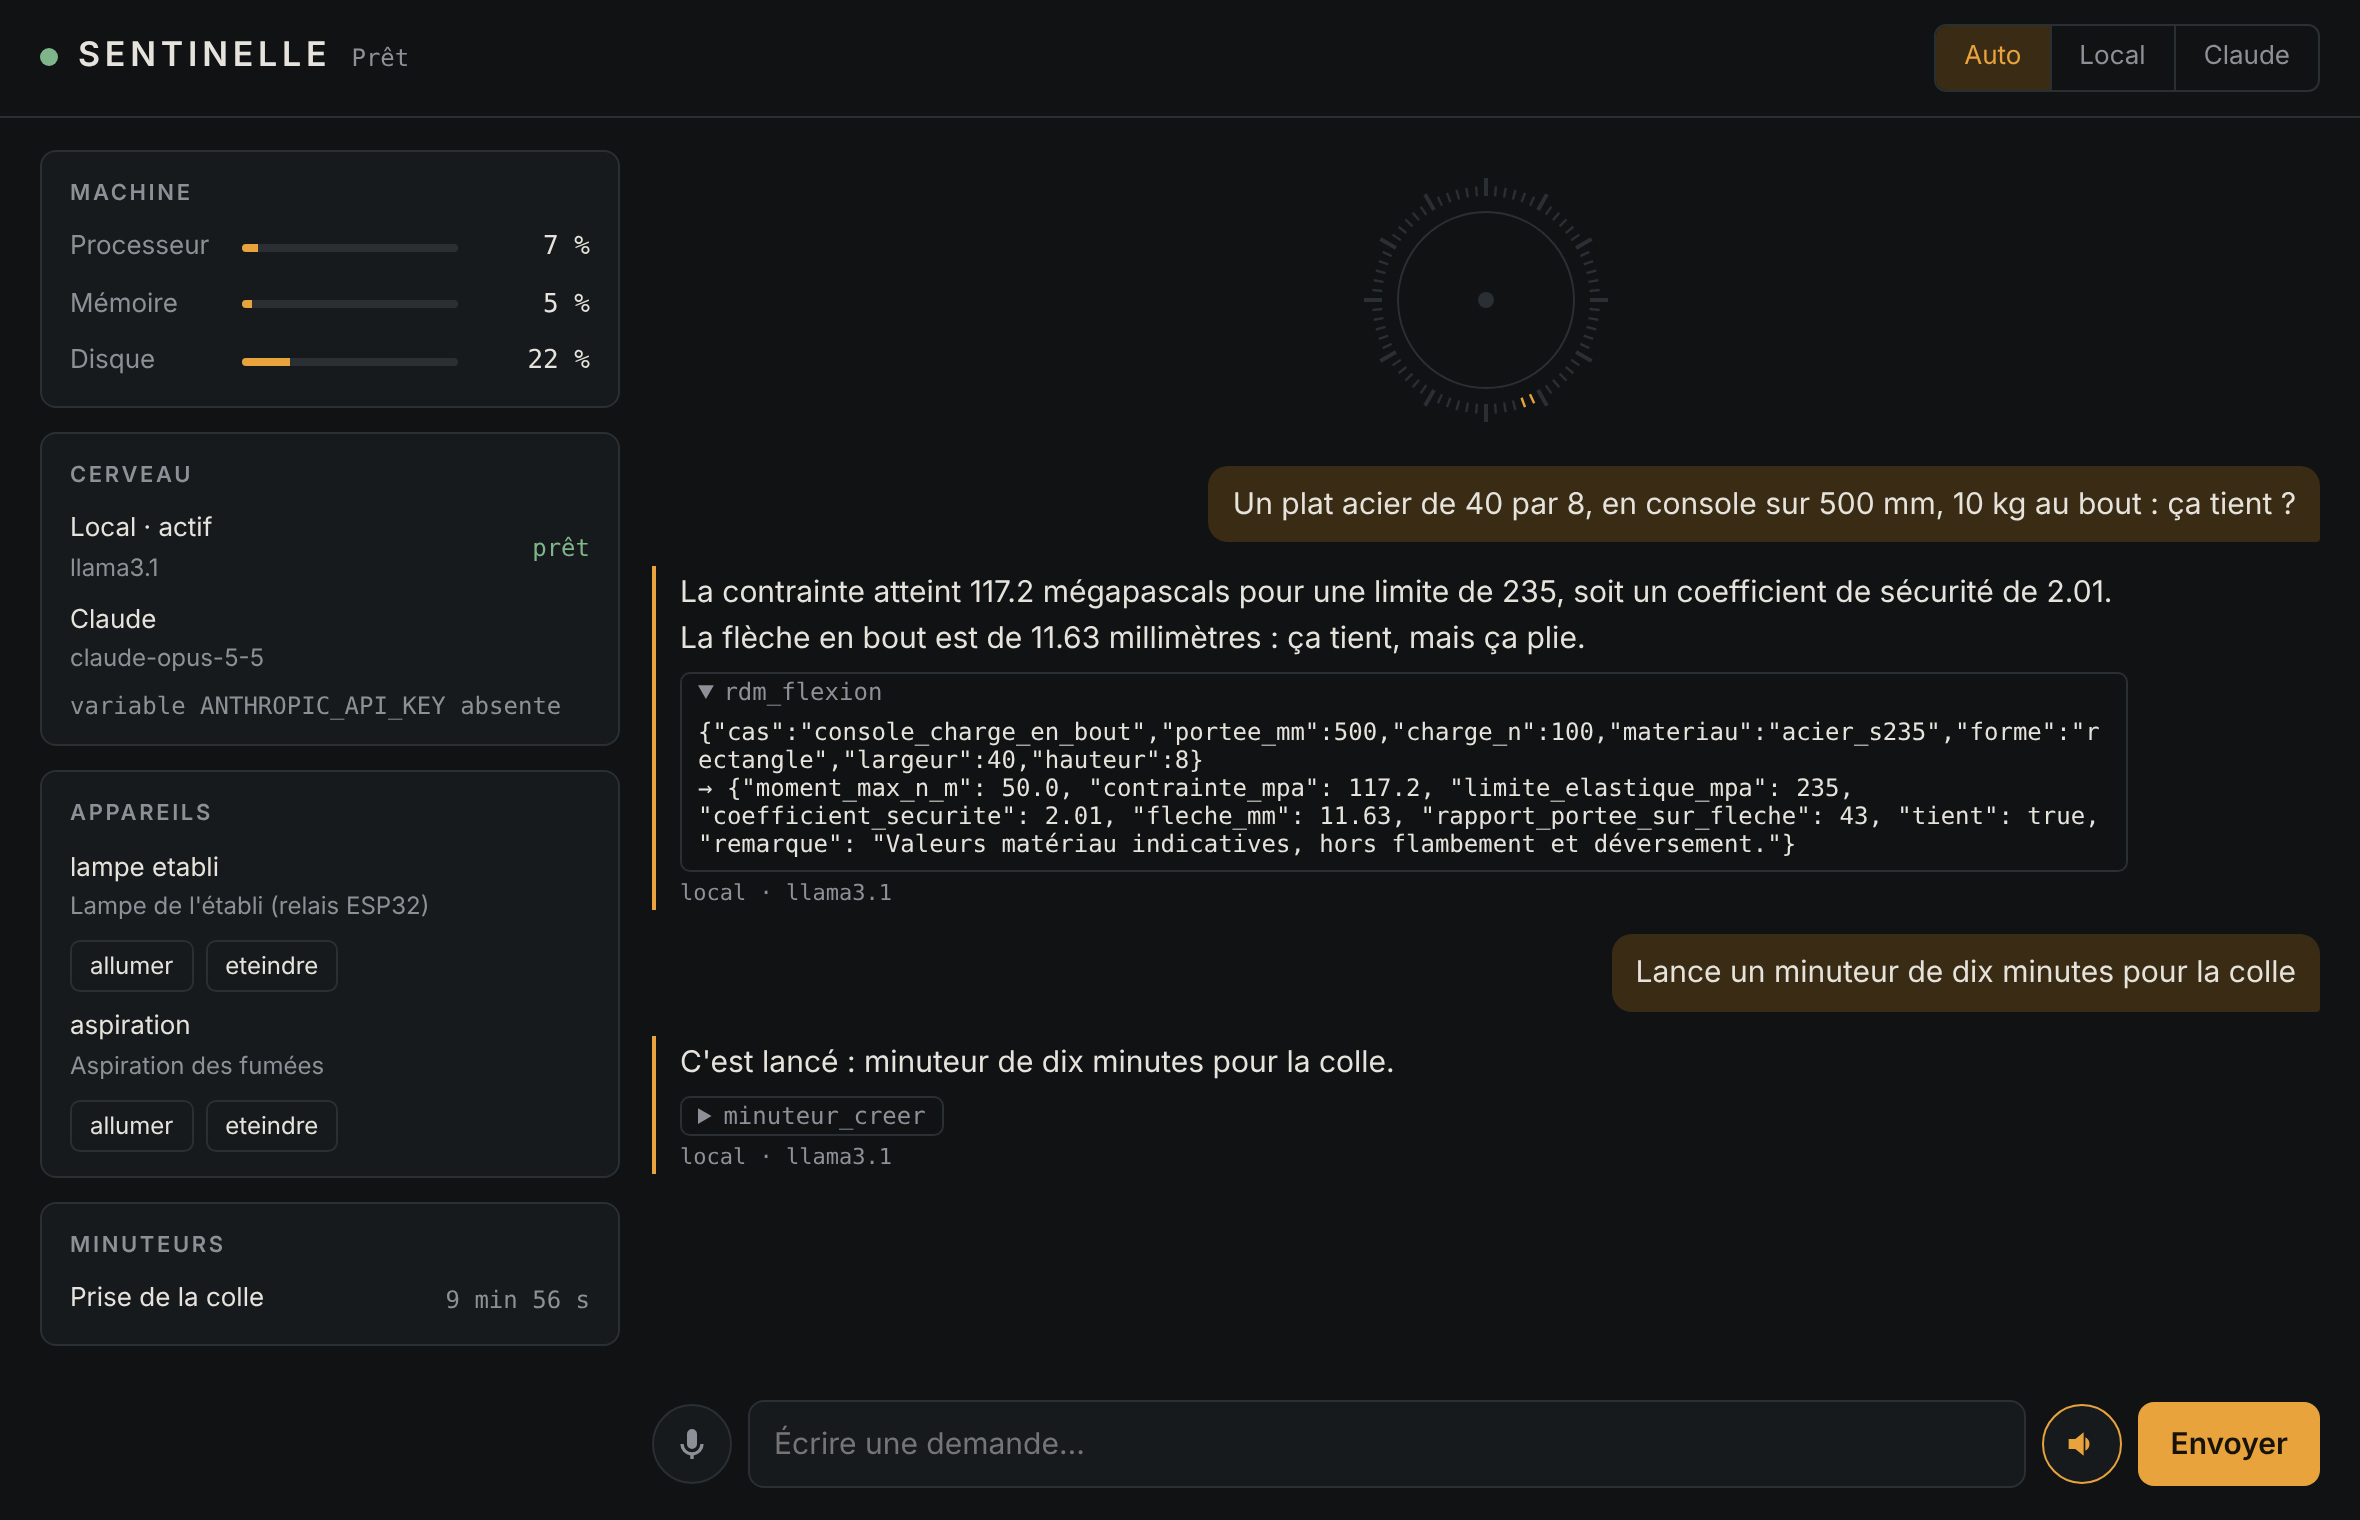 SENTINELLE Prêt
Auto Local Claude
MACHINE
Processeur 7 %
Mémoire 5 %
Disque 22 %
CERVEAU
Local · actif
llama3.1
prêt
Claude
claude-opus-5-5
variable ANTHROPIC_API_KEY absente
APPAREILS
lampe etabli
Lampe de l'établi (relais ESP32)
allumer eteindre
aspiration
Aspiration des fumées
allumer eteindre
MINUTEURS
Prise de la colle 9 min 56 s
Un plat acier de 40 par 8, en console sur 500 mm, 10 kg au bout : ça tient ?
La contrainte atteint 117.2 mégapascals pour une limite de 235, soit un coefficient de sécurité de 2.01.
La flèche en bout est de 11.63 millimètres : ça tient, mais ça plie.
▼ rdm_flexion
{"cas":"console_charge_en_bout","portee_mm":500,"charge_n":100,"materiau":"acier_s235","forme":"r
ectangle","largeur":40,"hauteur":8}
→ {"moment_max_n_m": 50.0, "contrainte_mpa": 117.2, "limite_elastique_mpa": 235,
"coefficient_securite": 2.01, "fleche_mm": 11.63, "rapport_portee_sur_fleche": 43, "tient": true,
"remarque": "Valeurs matériau indicatives, hors flambement et déversement."}
local · llama3.1
Lance un minuteur de dix minutes pour la colle
C'est lancé : minuteur de dix minutes pour la colle.
▶ minuteur_creer
local · llama3.1
Écrire une demande...
Envoyer